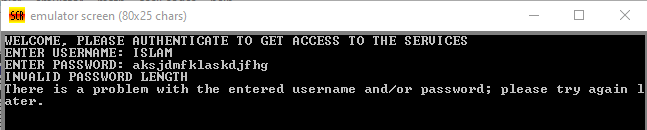 emulator screen (80x25 chars)
WELCOME, PLEASE AUTHENTICATE TO GET ACCESS TO THE SERVICES
ENTER USERNAME: ISLAM
ENTER PASSWORD: aksjdmfklaskdjfhg
INVALID PASSWORD LENGTH
There is a problem with the entered username and/or password; please try again l
ater.